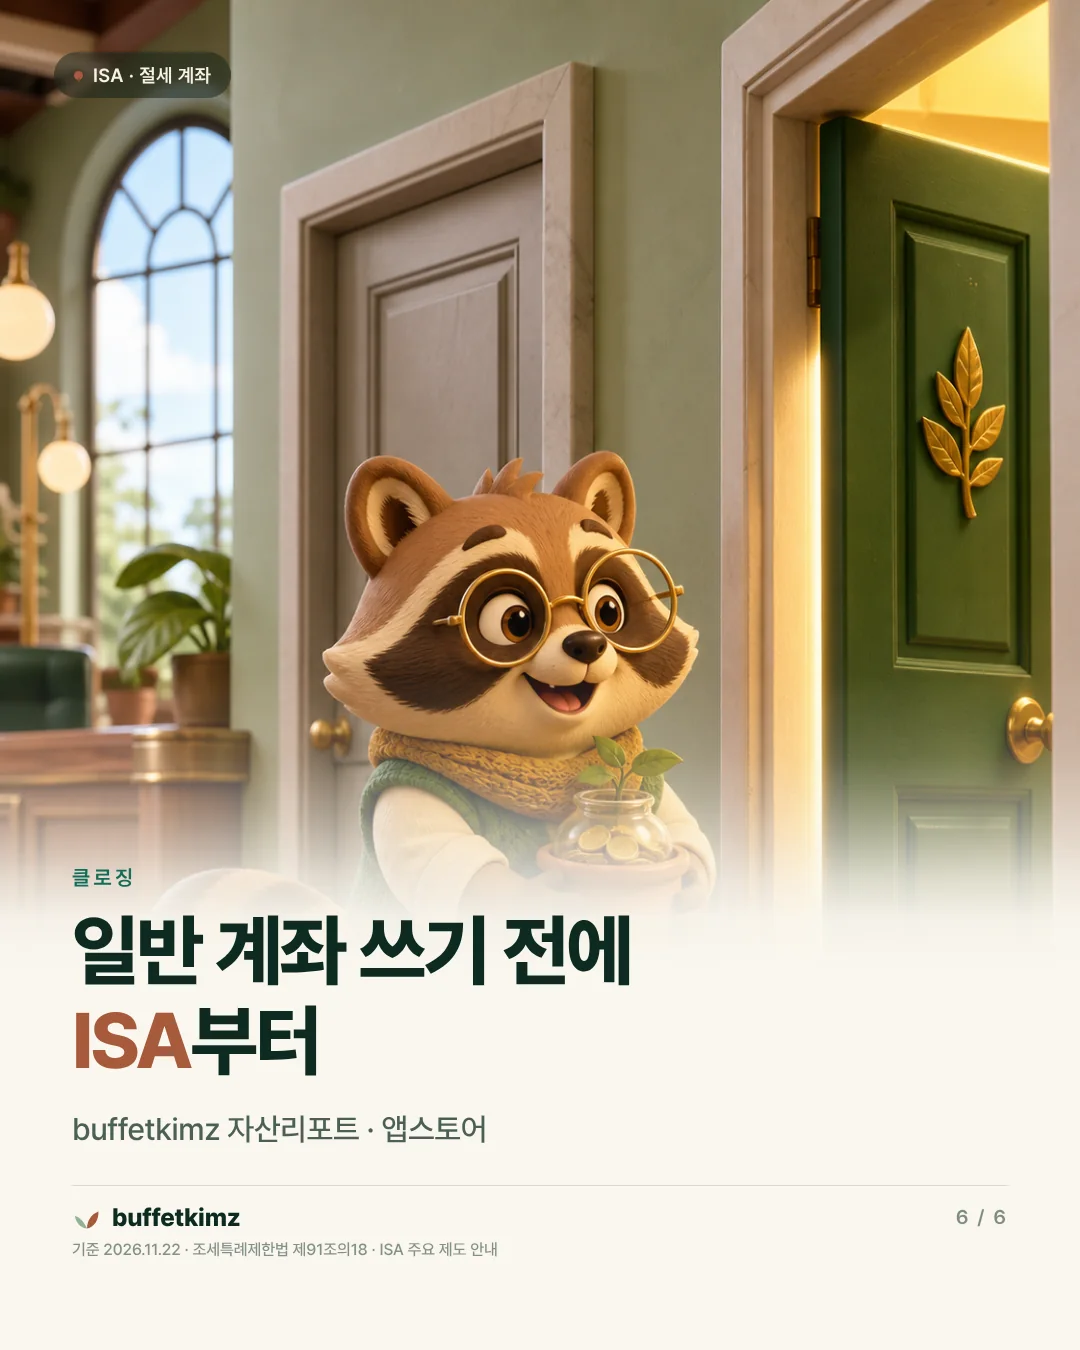 ISA · 절세 계좌
클로징
일반 계좌 쓰기 전에
ISA부터
buffetkimz 자산리포트 · 앱스토어
buffetkimz
6 / 6
기준 2026.11.22 · 조세특례제한법 제91조의18 · ISA 주요 제도 안내